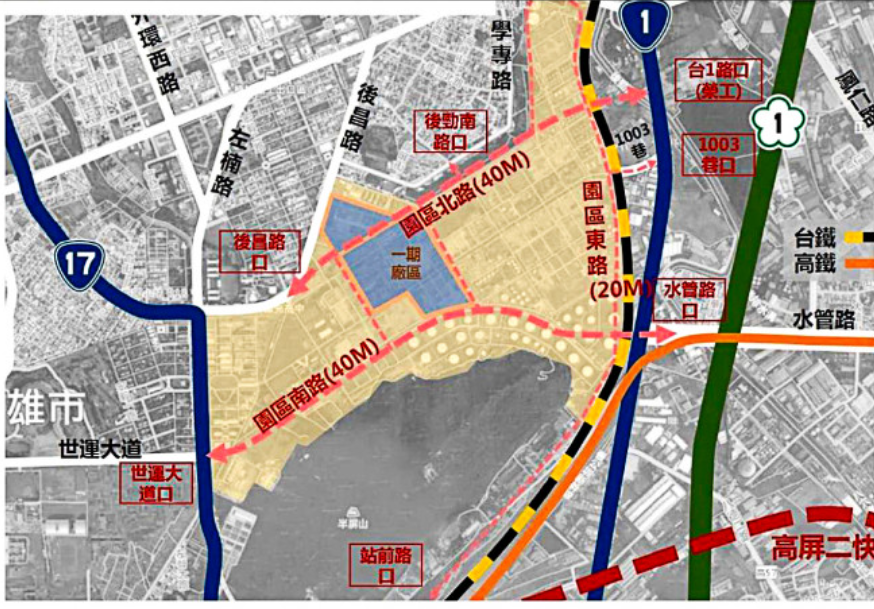 環西路
左楠路
後昌路
學專路
後勁南
路口
台1路口
(榮工)
1
1003
巷
1003
巷口
1
鳳仁路
園區北路(40M)
園區東路
(20M)
後昌路
口
一期
廠區
17
台鐵
高鐵
水管路
口
水管路
園區南路(40M)
雄市
世運大道
世運大
道口
半屏山
站前路
口
高屏二快